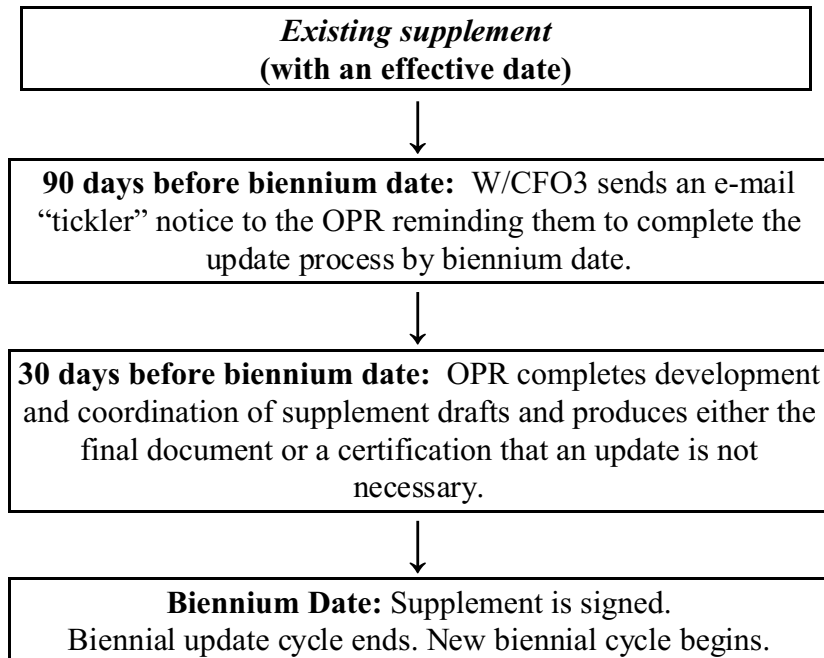 Existing supplement
(with an effective date)
90 days before biennium date:  W/CFO3 sends an e-mail
“tickler” notice to the OPR reminding them to complete the
update process by biennium date.
30 days before biennium date:  OPR completes development
and coordination of supplement drafts and produces either the
final document or a certification that an update is not
necessary.
Biennium Date: Supplement is signed.
Biennial update cycle ends. New biennial cycle begins.